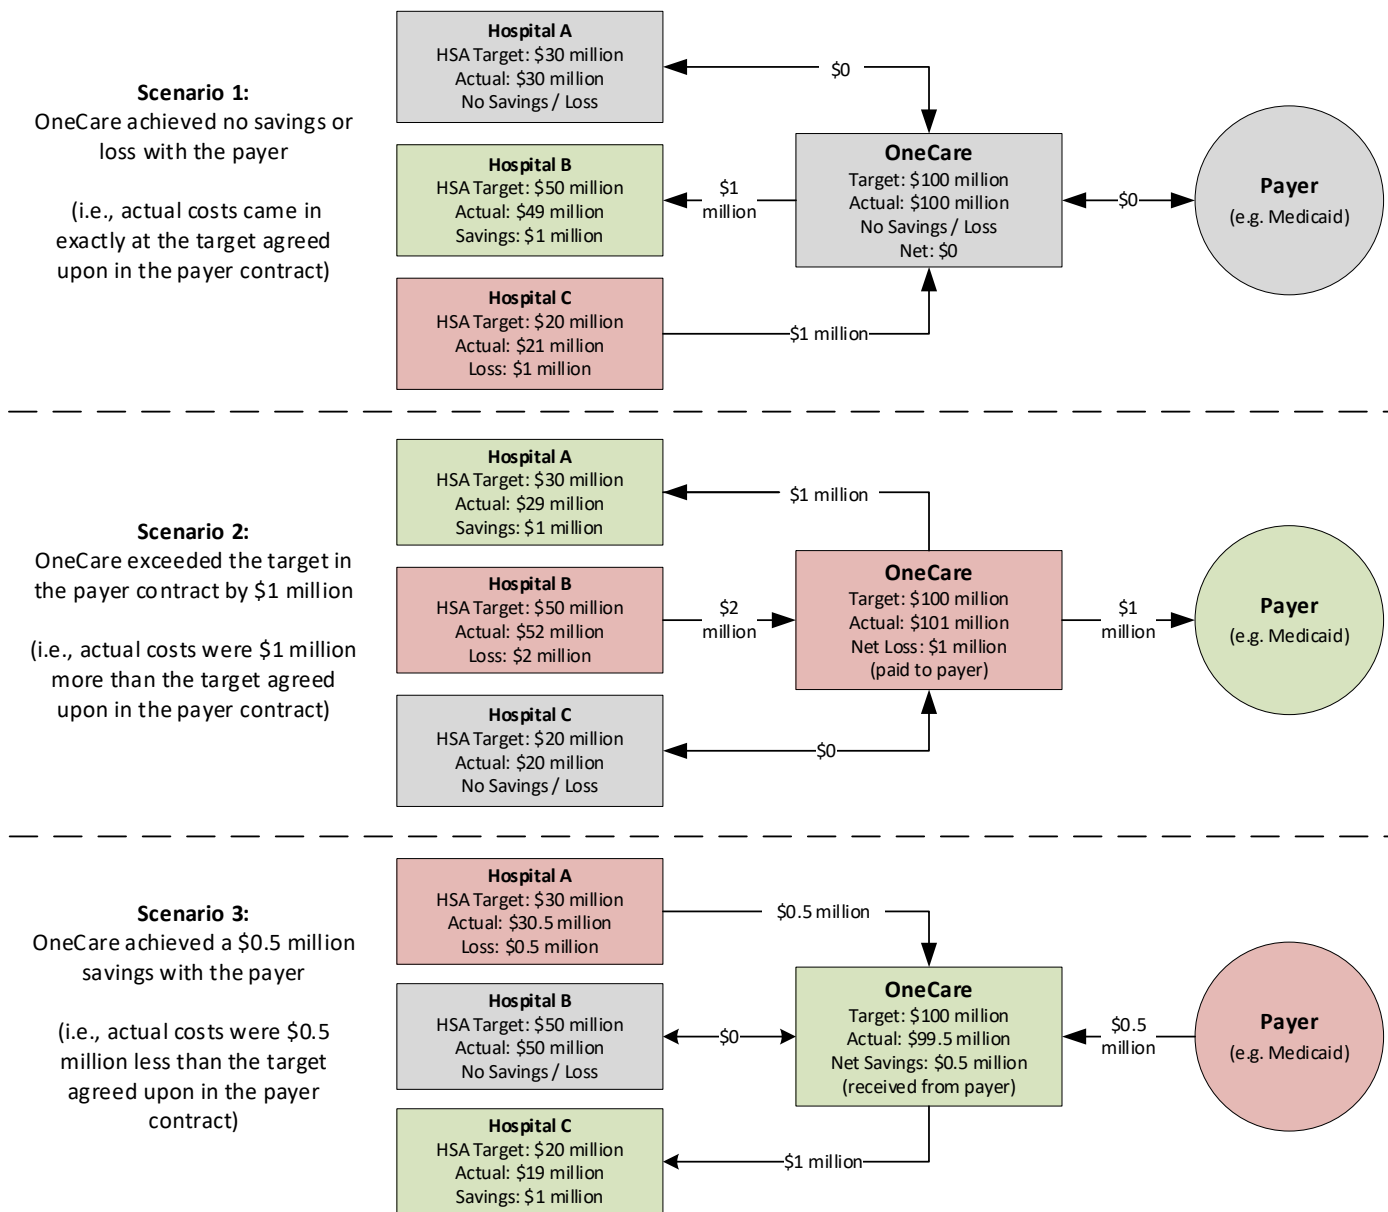 Scenario 1:
OneCare achieved no savings or
loss with the payer
(i.e., actual costs came in
exactly at the target agreed
upon in the payer contract)
Hospital A
HSA Target: $30 million
Actual: $30 million
No Savings / Loss
$0
Hospital B
HSA Target: $50 million
Actual: $49 million
Savings: $1 million
$1
million
Hospital C
HSA Target: $20 million
Actual: $21 million
Loss: $1 million
$1 million
OneCare
Target: $100 million
Actual: $100 million
No Savings / Loss
Net: $0
$0
Payer
(e.g. Medicaid)
Scenario 2:
OneCare exceeded the target in
the payer contract by $1 million
(i.e., actual costs were $1 million
more than the target agreed
upon in the payer contract)
Hospital A
HSA Target: $30 million
Actual: $29 million
Savings: $1 million
$1 million
Hospital B
HSA Target: $50 million
Actual: $52 million
Loss: $2 million
$2
million
Hospital C
HSA Target: $20 million
Actual: $20 million
No Savings / Loss
$0
OneCare
Target: $100 million
Actual: $101 million
Net Loss: $1 million
(paid to payer)
$1
million
Payer
(e.g. Medicaid)
Scenario 3:
OneCare achieved a $0.5 million
savings with the payer
(i.e., actual costs were $0.5
million less than the target
agreed upon in the payer
contract)
Hospital A
HSA Target: $30 million
Actual: $30.5 million
Loss: $0.5 million
$0.5 million
Hospital B
HSA Target: $50 million
Actual: $50 million
No Savings / Loss
$0
Hospital C
HSA Target: $20 million
Actual: $19 million
Savings: $1 million
$1 million
OneCare
Target: $100 million
Actual: $99.5 million
Net Savings: $0.5 million
(received from payer)
$0.5
million
Payer
(e.g. Medicaid)